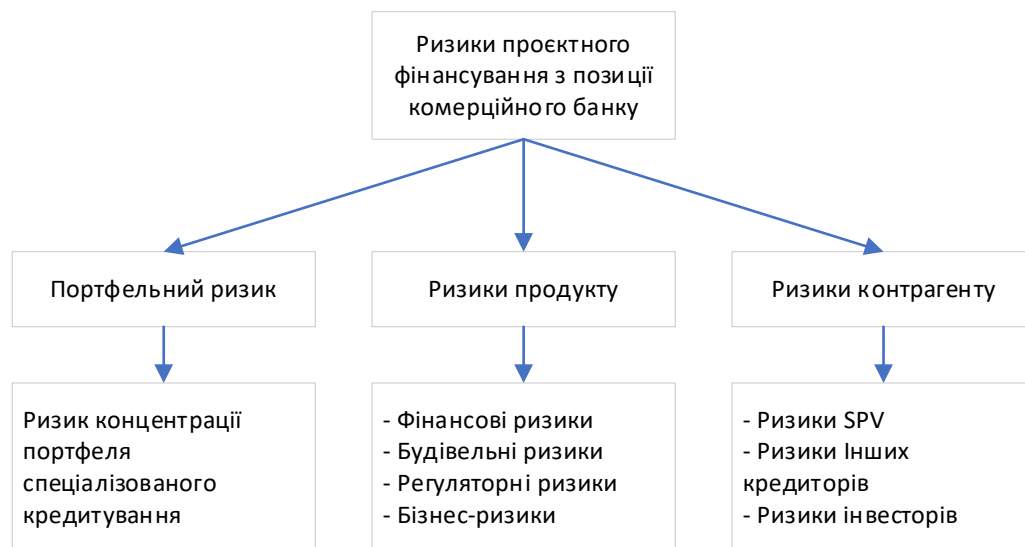 Ризики проєктного
фінансування з позиції
комерційного банку
Портфельний ризик
Ризики продукту
Ризики контрагенту
Ризик концентрації
портфеля
спеціалізованого
кредитування
- Фінансові ризики
- Будівельні ризики
- Регуляторні ризики
- Бізнес-ризики
- Ризики SPV
- Ризики Інших
кредиторів
- Ризики інвесторів